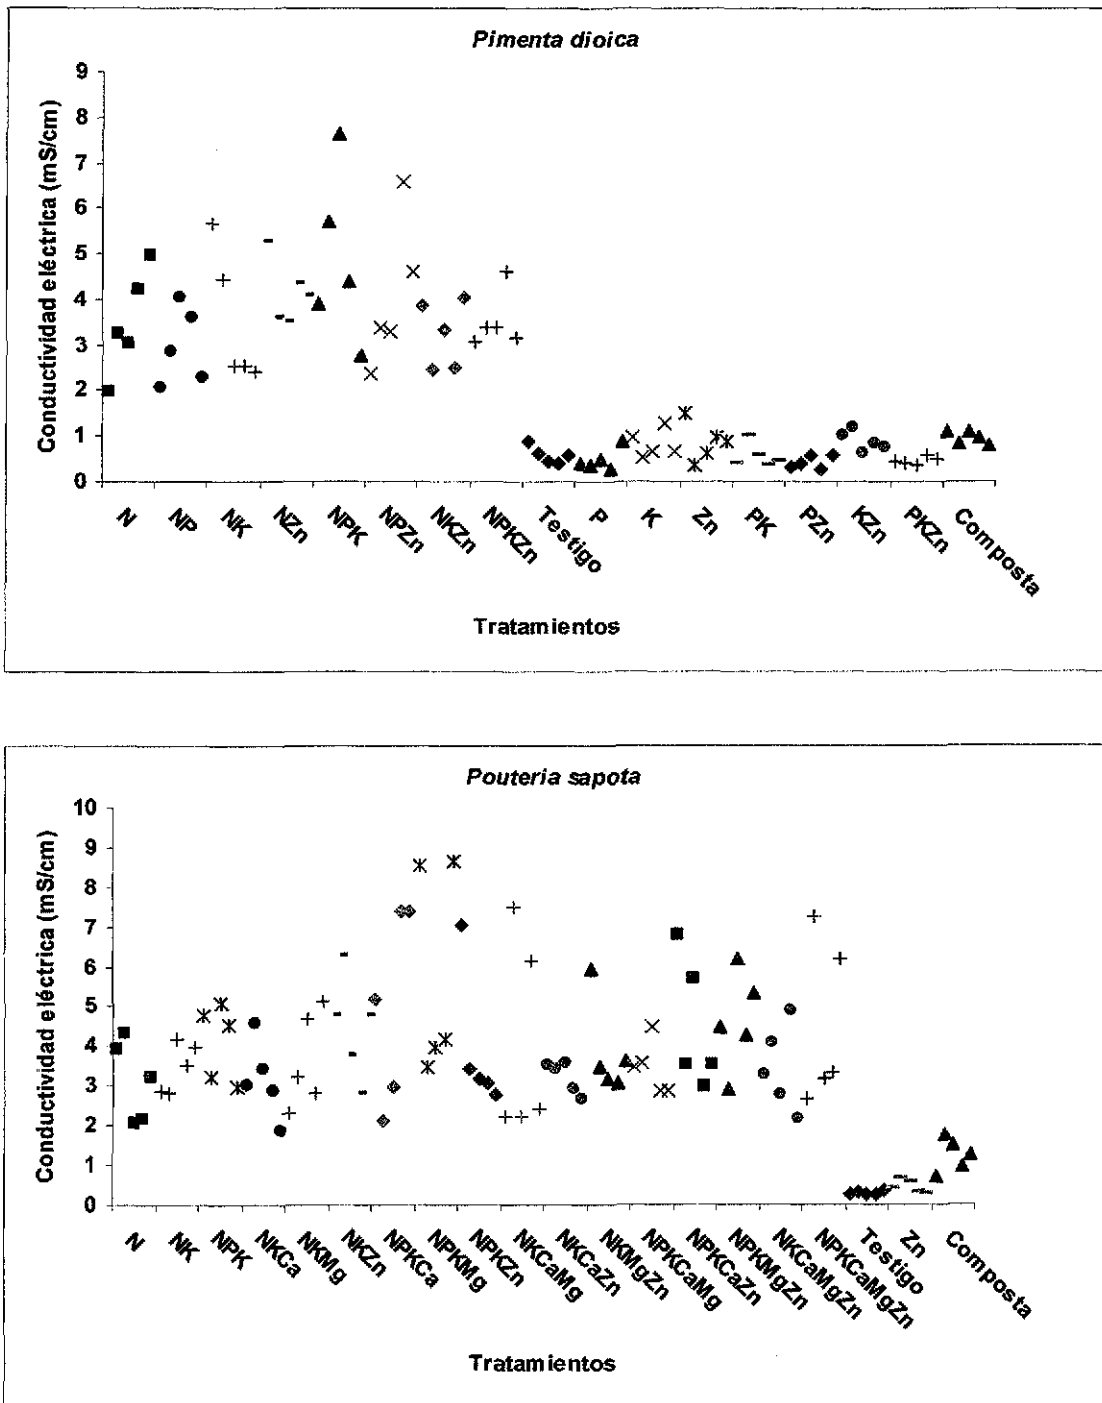 Pimenta dioica
Conductividad eléctrica (mS/cm)
9
8
7
6
5
4
3
2
1
0
N
NP
NK
NZn
NPK
NPZn
NKZn
NPKZn
Testigo
P
K
Zn
PK
PZn
KZn
PKZn
Composta
Tratamientos
Pouteria sapota
Conductividad eléctrica (mS/cm)
10
9
8
7
6
5
4
3
2
1
0
N
NK
NPK
NKCa
NKMg
NKZn
NPKCa
NPKMg
NPKZn
NKCaMg
NKCaZn
NKMgZn
NPKCaMg
NPKCaZn
NPKMgZn
NKCaMgZn
NPKCaMgZn
Testigo
Zn
Composta
Tratamientos